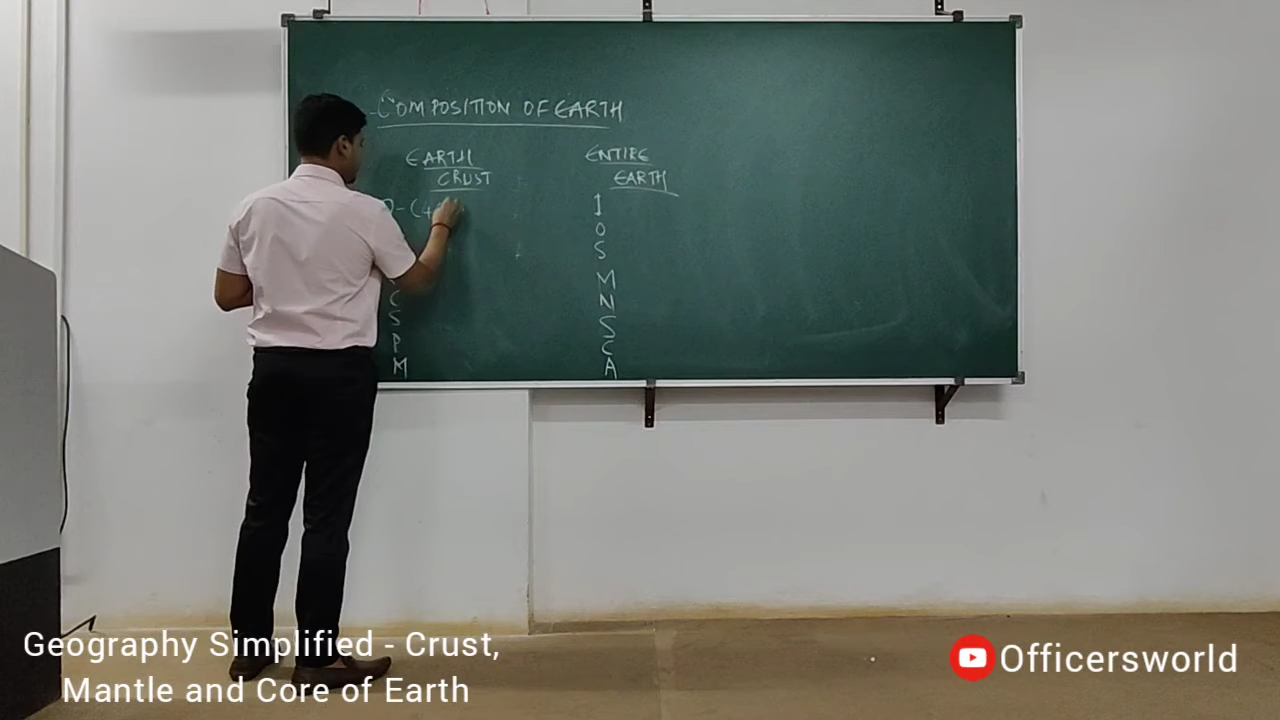 COMPOSITION OF EARTH
EARTH
CRUST
C
S
P
M
ENTIRE
EARTH
I
O
S
M
N
S
C
A
Geography Simplified - Crust,
Mantle and Core of Earth
Officersworld